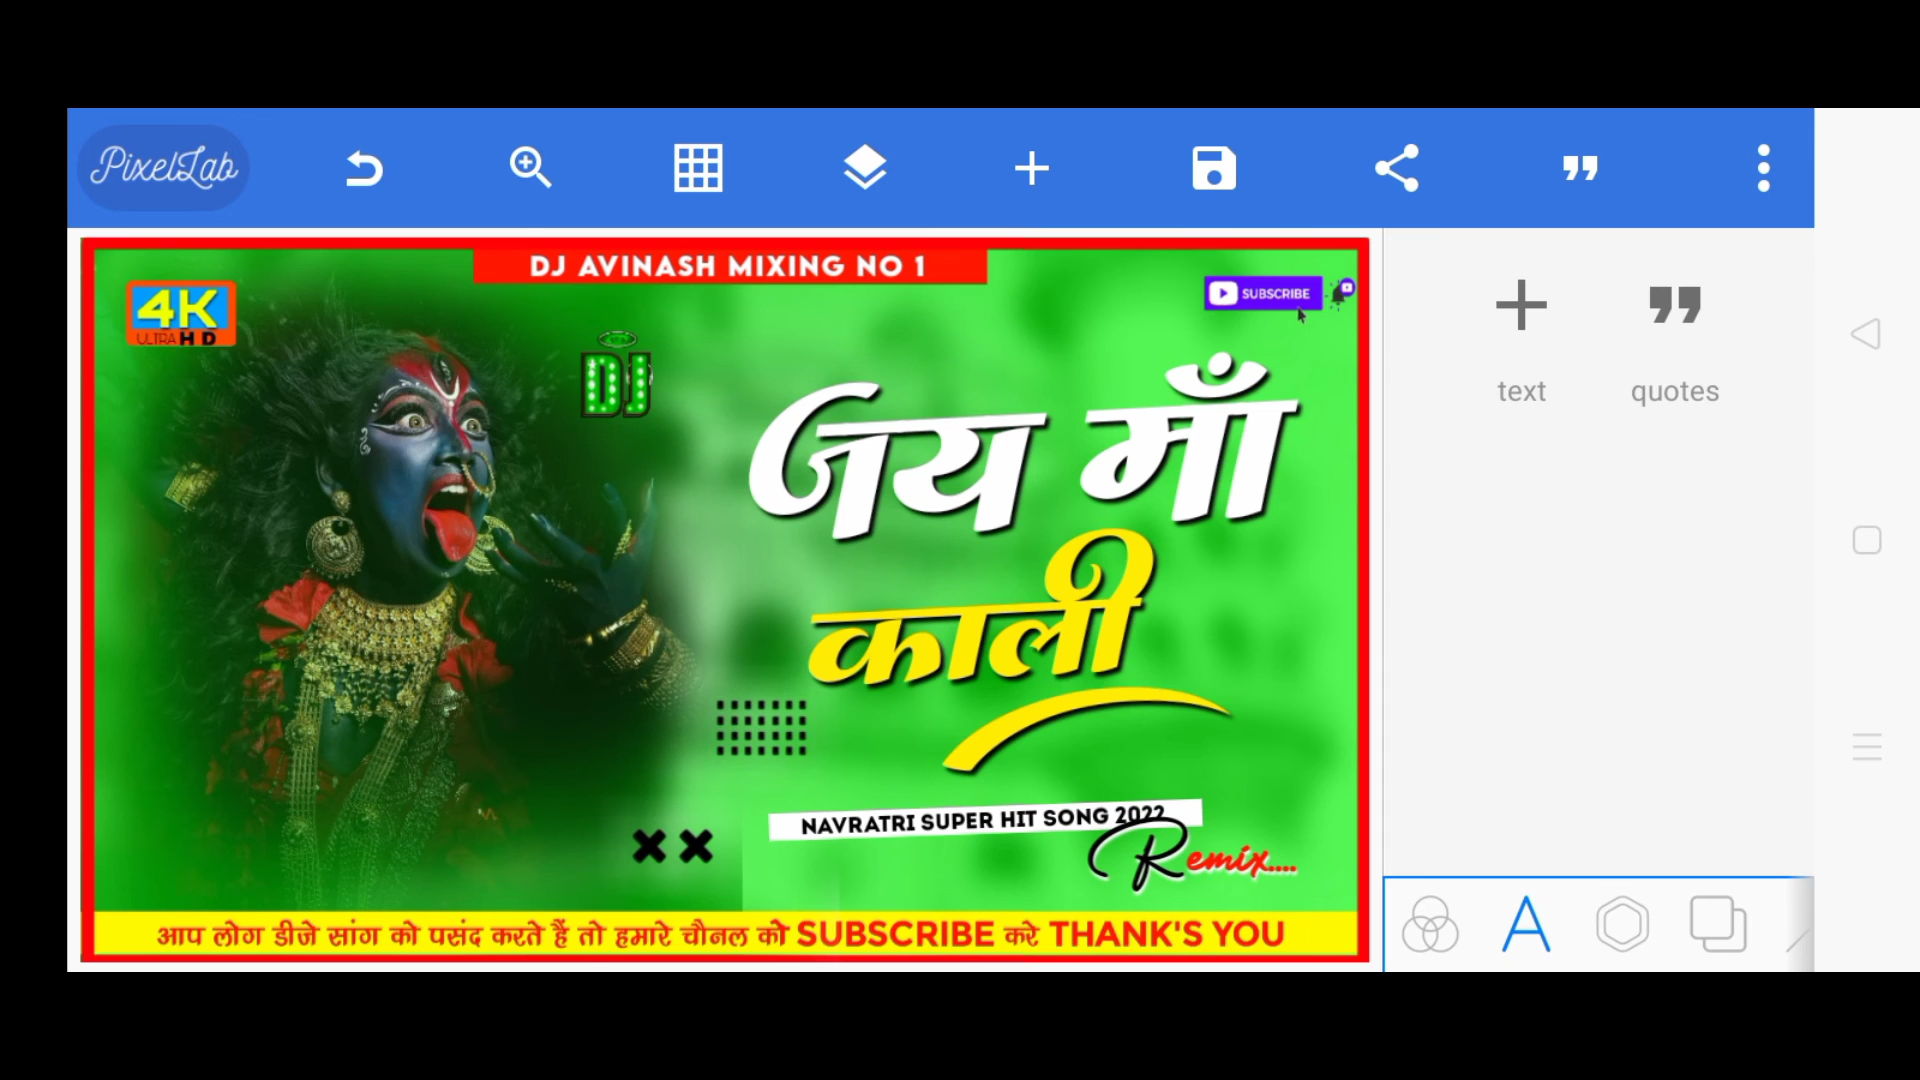 PixelLab
DJ AVINASH MIXING NO 1
4K
ULTRA HD
SUBSCRIBE
DJ
text
quotes
जय माँ
काली
NAVRATRI SUPER HIT SONG 2022
Remix....
आप लोग डीजे सांग को पसंद करते हैं तो हमारे चौनल को SUBSCRIBE करे THANK'S YOU